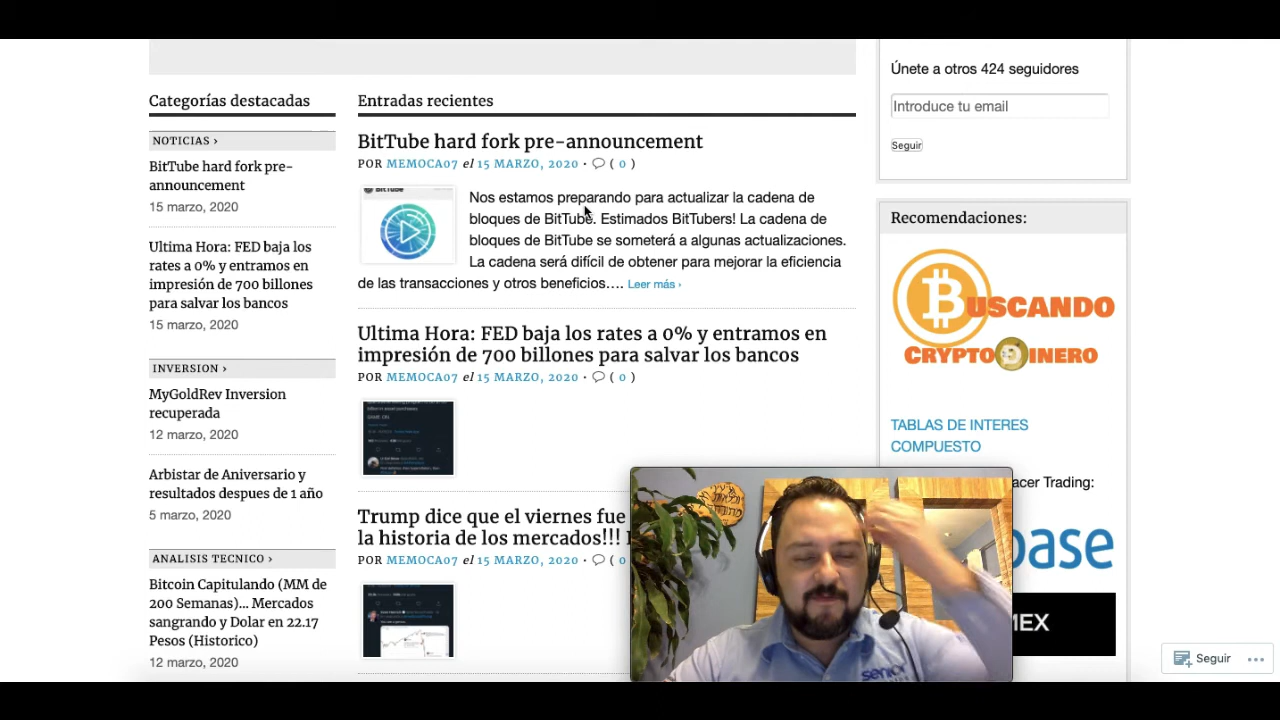 Categorías destacadas
NOTICIAS ›
BitTube hard fork pre-
announcement
15 marzo, 2020
Ultima Hora: FED baja los
rates a 0% y entramos en
impresión de 700 billones
para salvar los bancos
15 marzo, 2020
INVERSION ›
MyGoldRev Inversion
recuperada
12 marzo, 2020
Arbistar de Aniversario y
resultados despues de 1 año
5 marzo, 2020
ANALISIS TECNICO ›
Bitcoin Capitulando (MM de
200 Semanas)... Mercados
sangrando y Dolar en 22.17
Pesos (Historico)
12 marzo, 2020
Entradas recientes
BitTube hard fork pre-announcement
POR MEMOCA07 el 15 MARZO, 2020 • ( 0 )
BitTube
Nos estamos preparando para actualizar la cadena de
bloques de BitTube. Estimados BitTubers! La cadena de
bloques de BitTube se someterá a algunas actualizaciones.
La cadena será difícil de obtener para mejorar la eficiencia
de las transacciones y otros beneficios.… Leer más ›
Ultima Hora: FED baja los rates a 0% y entramos en
impresión de 700 billones para salvar los bancos
POR MEMOCA07 el 15 MARZO, 2020 • ( 0 )
Trump dice que el viernes fue
la historia de los mercados!!!
POR MEMOCA07 el 15 MARZO, 2020 • ( 0
Únete a otros 424 seguidores
Introduce tu email
Seguir
Recomendaciones:
BUSCANDO
CRYPTODINERO
TABLAS DE INTERES
COMPUESTO
acer Trading:
base
MEX
Seguir